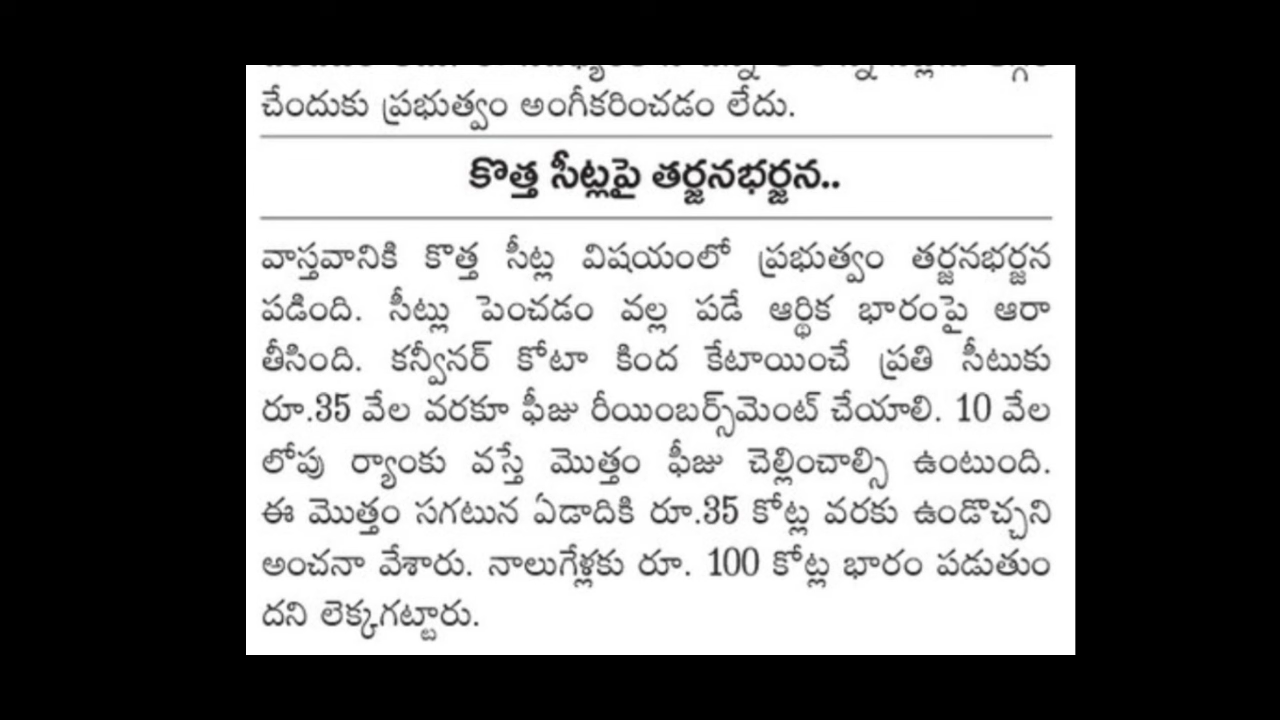 చేందుకు ప్రభుత్వం అంగీకరించడం లేదు.
కొత్త సీట్లపై తర్జనభర్జన..
వాస్తవానికి కొత్త సీట్ల విషయంలో ప్రభుత్వం తర్జనభర్జన
పడింది. సీట్లు పెంచడం వల్ల పడే ఆర్థిక భారంపై ఆరా
తీసింది. కన్వీనర్ కోటా కింద కేటాయించే ప్రతి సీటుకు
రూ.35 వేల వరకూ ఫీజు రీయింబర్స్‌మెంట్ చేయాలి. 10 వేల
లోపు ర్యాంకు వస్తే మొత్తం ఫీజు చెల్లించాల్సి ఉంటుంది.
ఈ మొత్తం సగటున ఏడాదికి రూ.35 కోట్ల వరకు ఉండొచ్చని
అంచనా వేశారు. నాలుగేళ్లకు రూ. 100 కోట్ల భారం పడుతుం
దని లెక్కగట్టారు.